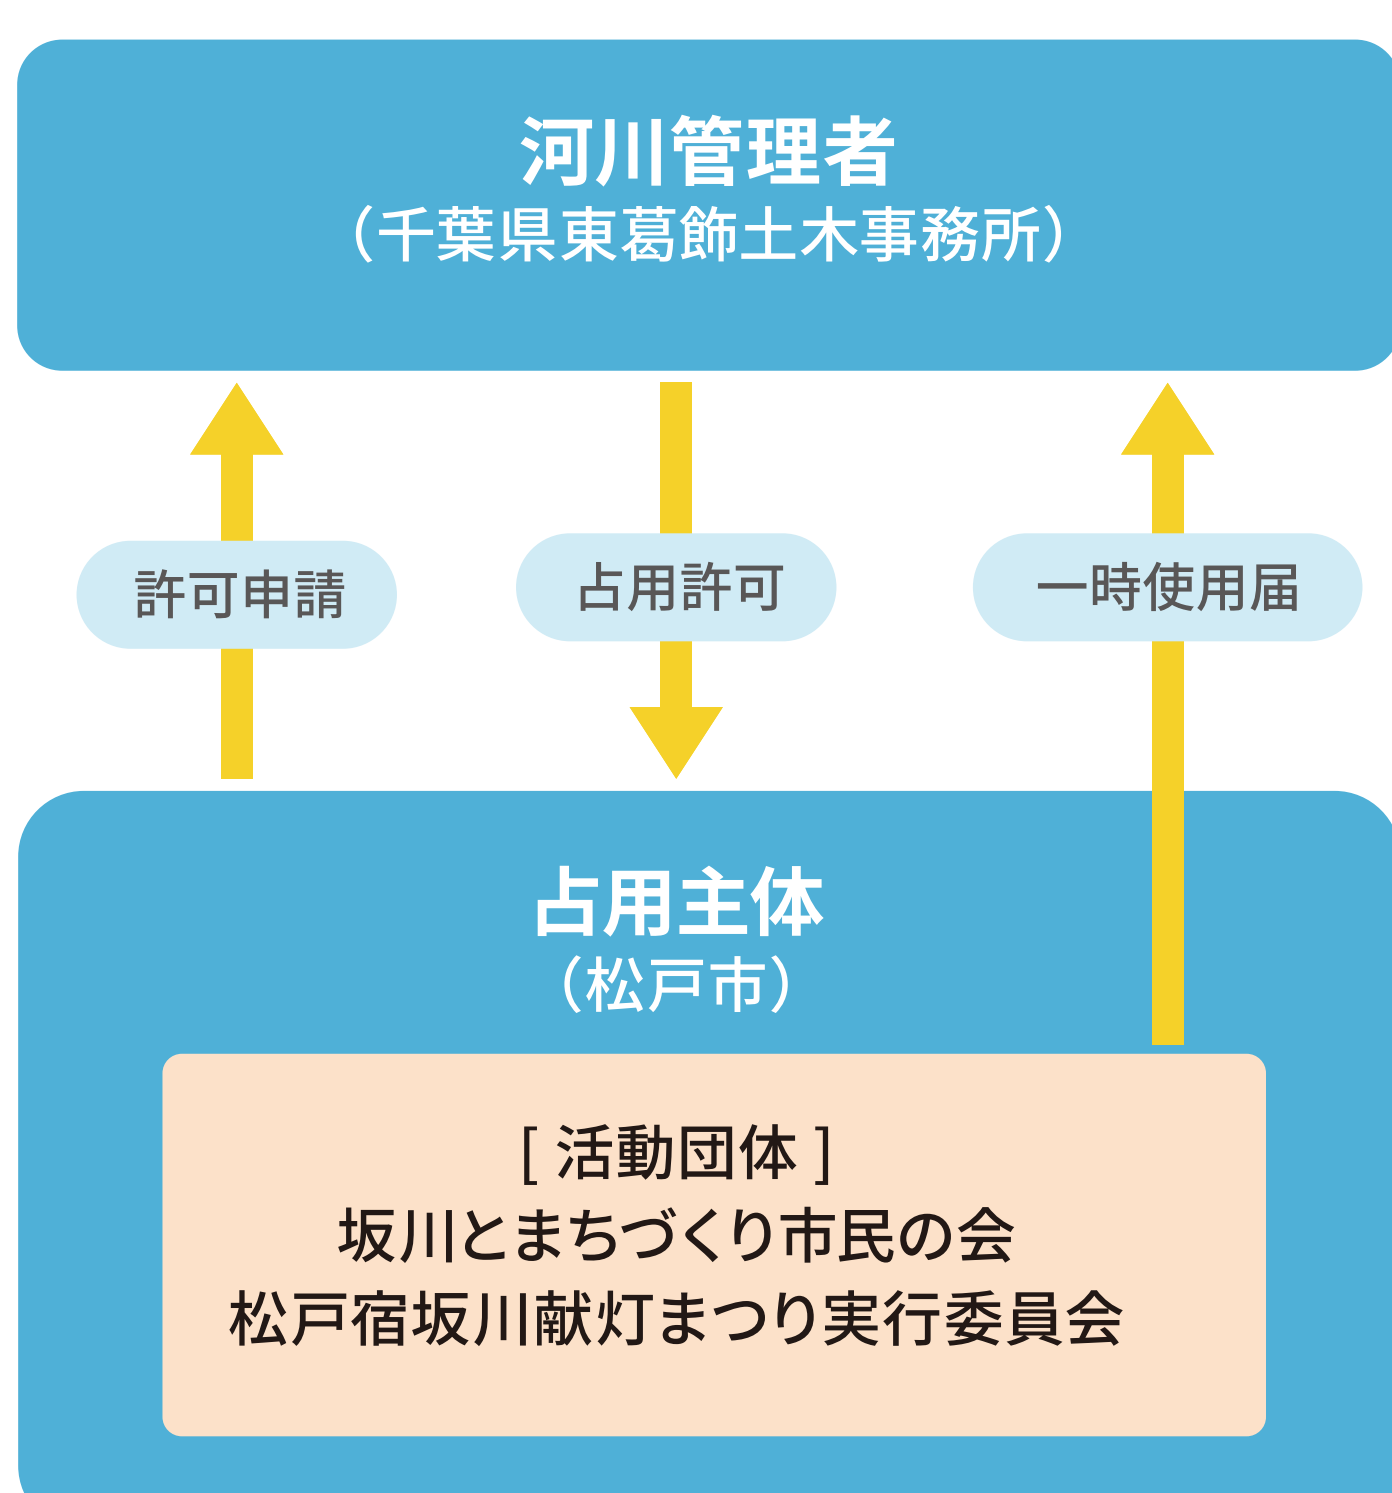 河川管理者
（千葉県東葛飾土木事務所）
許可申請
占用許可
一時使用届
占用主体
（松戸市）
[ 活動団体 ]
坂川とまちづくり市民の会
松戸宿坂川献灯まつり実行委員会